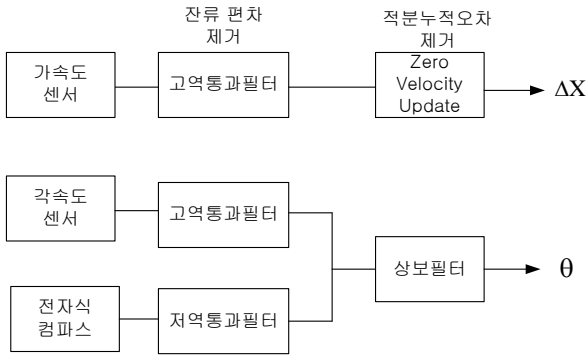 잔류 편차
제거
적분누적오차
제거
가속도
센서
고역통과필터
Zero
Velocity
Update
ΔX
각속도
센서
고역통과필터
상보필터
θ
전자식
컴파스
저역통과필터